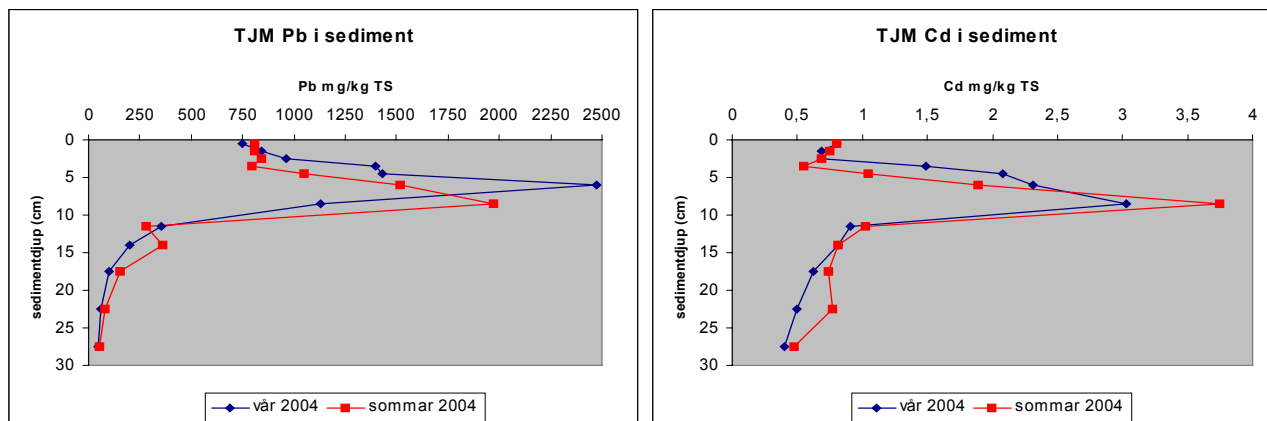 TJM Pb i sediment
Pb mg/kg TS
0 250 500 750 1000 1250 1500 1750 2000 2250 2500
0
5
10
15
20
25
30
sedimentdjup (cm)
vår 2004 sommar 2004
TJM Cd i sediment
Cd mg/kg TS
0 0,5 1 1,5 2 2,5 3 3,5 4
0
5
10
15
20
25
30
sedimentdjup (cm)
vår 2004 sommar 2004